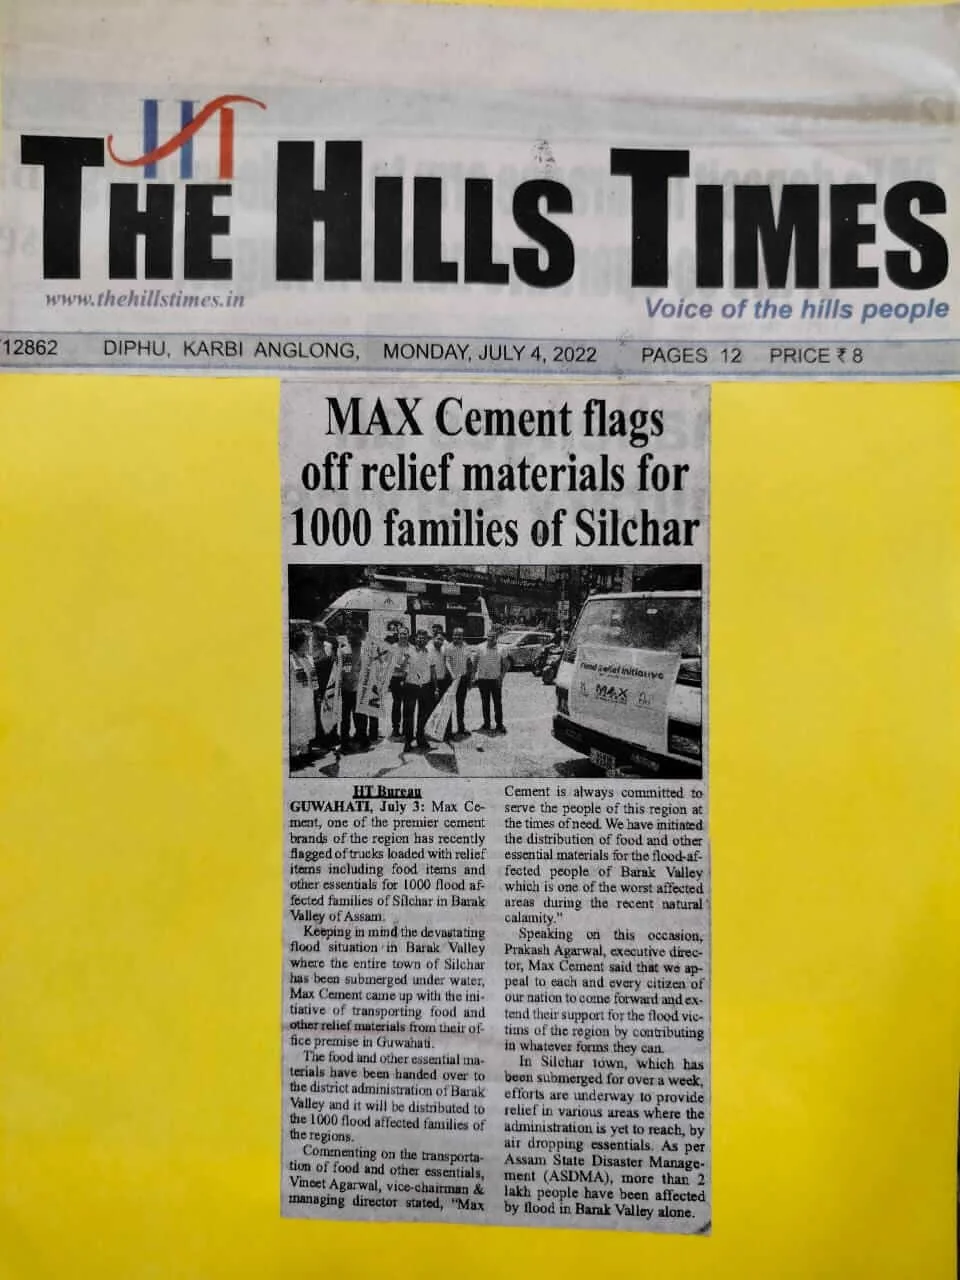 HT
THE HILLS TIMES
www.thehillstimes.in
Voice of the hills people
12862 DIPHU, KARBI ANGLONG, MONDAY, JULY 4, 2022 PAGES 12 PRICE ₹ 8
MAX Cement flags
off relief materials for
1000 families of Silchar
Flood Relief Initiative
MAX
HT Bureau
GUWAHATI, July 3: Max Ce-
ment, one of the premier cement
brands of the region has recently
flagged of trucks loaded with relief
items including food items and
other essentials for 1000 flood af-
fected families of Silchar in Barak
Valley of Assam.
Keeping in mind the devastating
flood situation in Barak Valley
where the entire town of Silchar
has been submerged under water,
Max Cement came up with the ini-
tiative of transporting food and
other relief materials from their of-
fice premise in Guwahati.
The food and other essential ma-
terials have been handed over to
the district administration of Barak
Valley and it will be distributed to
the 1000 flood affected families of
the regions.
Commenting on the transporta-
tion of food and other essentials,
Vineet Agarwal, vice-chairman &
managing director stated, "Max
Cement is always committed to
serve the people of this region at
the times of need. We have initiated
the distribution of food and other
essential materials for the flood-af-
fected people of Barak Valley
which is one of the worst affected
areas during the recent natural
calamity."
Speaking on this occasion,
Prakash Agarwal, executive direc-
tor, Max Cement said that we ap-
peal to each and every citizen of
our nation to come forward and ex-
tend their support for the flood vic-
tims of the region by contributing
in whatever forms they can.
In Silchar town, which has
been submerged for over a week,
efforts are underway to provide
relief in various areas where the
administration is yet to reach, by
air dropping essentials. As per
Assam State Disaster Manage-
ment (ASDMA), more than 2
lakh people have been affected
by flood in Barak Valley alone.